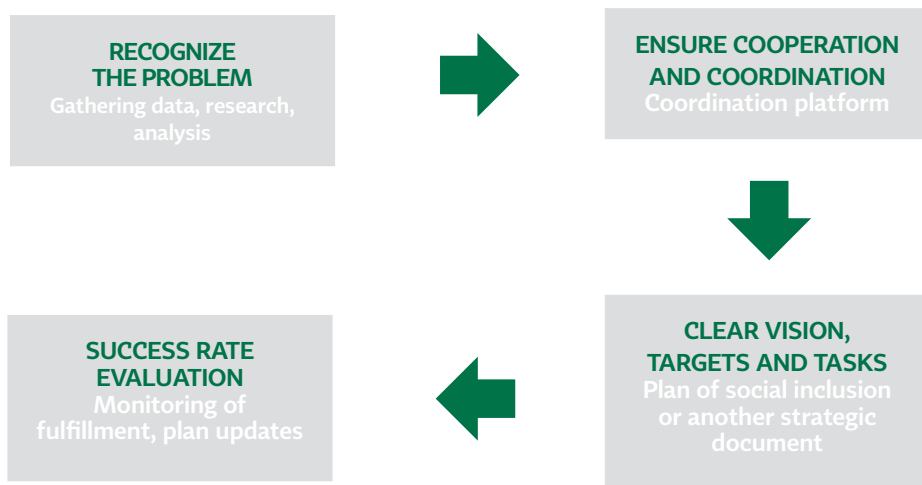 RECOGNIZE
THE PROBLEM
Gathering data, research,
analysis
ENSURE COOPERATION
AND COORDINATION
Coordination platform
CLEAR VISION,
TARGETS AND TASKS
Plan of social inclusion
or another strategic
document
SUCCESS RATE
EVALUATION
Monitoring of
fulfillment, plan updates